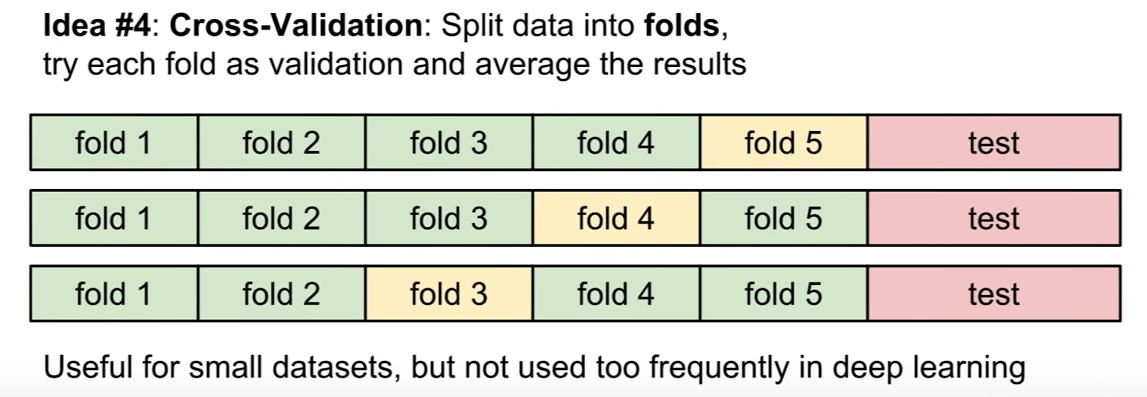 Idea #4: Cross-Validation: Split data into folds,
try each fold as validation and average the results
fold 1 fold 2 fold 3 fold 4 fold 5 test
fold 1 fold 2 fold 3 fold 4 fold 5 test
fold 1 fold 2 fold 3 fold 4 fold 5 test
Useful for small datasets, but not used too frequently in deep learning